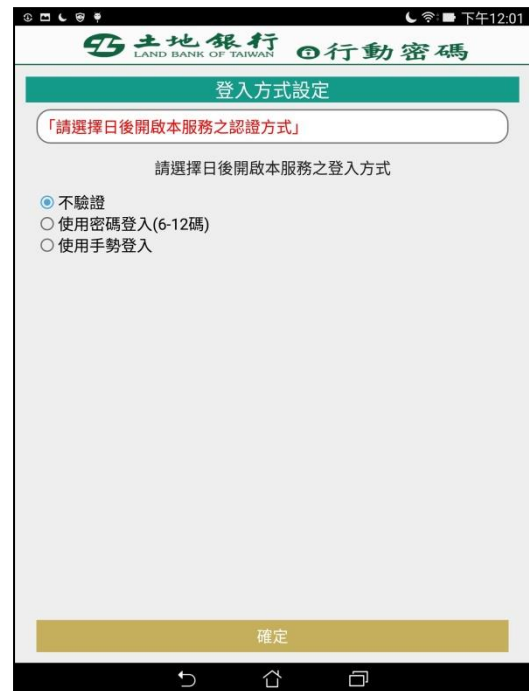 下午12:01
土地銀行 行動密碼
LAND BANK OF TAIWAN
登入方式設定
「請選擇日後開啟本服務之認證方式」
請選擇日後開啟本服務之登入方式
不驗證
使用密碼登入(6-12碼)
使用手勢登入
確定